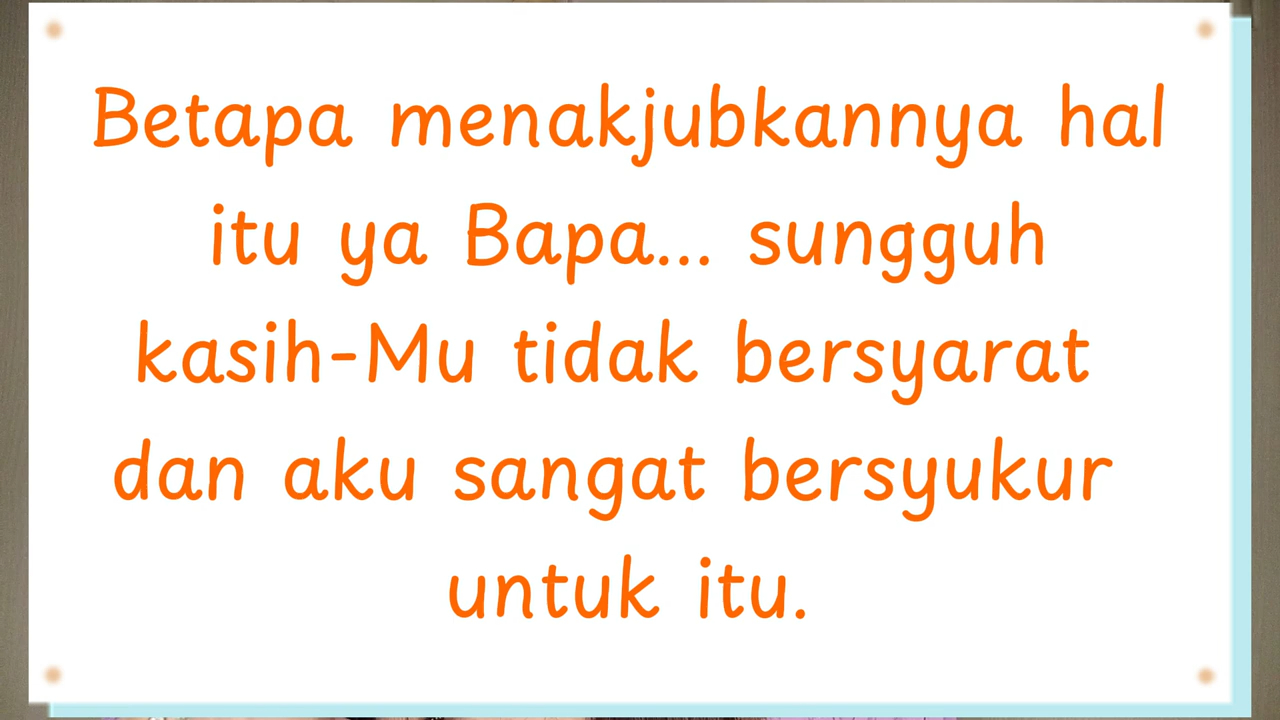 Betapa menakjubkannya hal
itu ya Bapa... sungguh
kasih-Mu tidak bersyarat
dan aku sangat bersyukur
untuk itu.